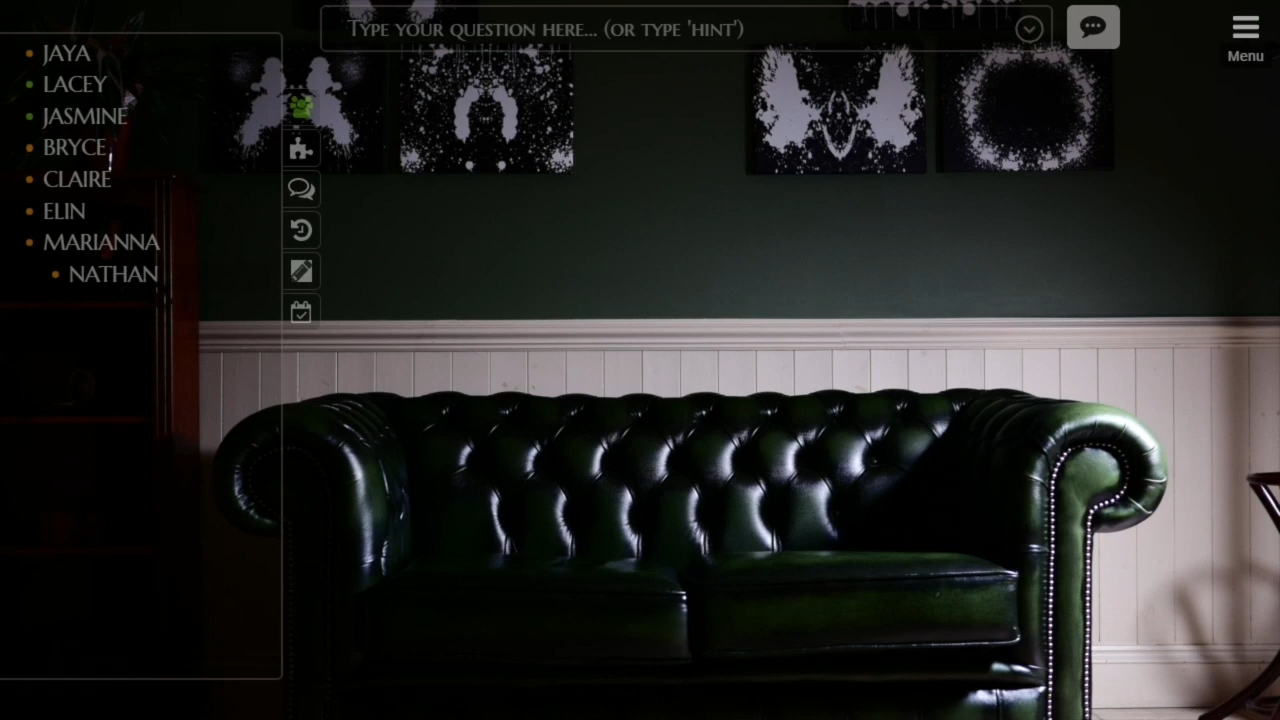 Type your question here... (or type 'hint')
Menu
JAYA
LACEY
JASMINE
BRYCE
CLAIRE
ELIN
MARIANNA
NATHAN